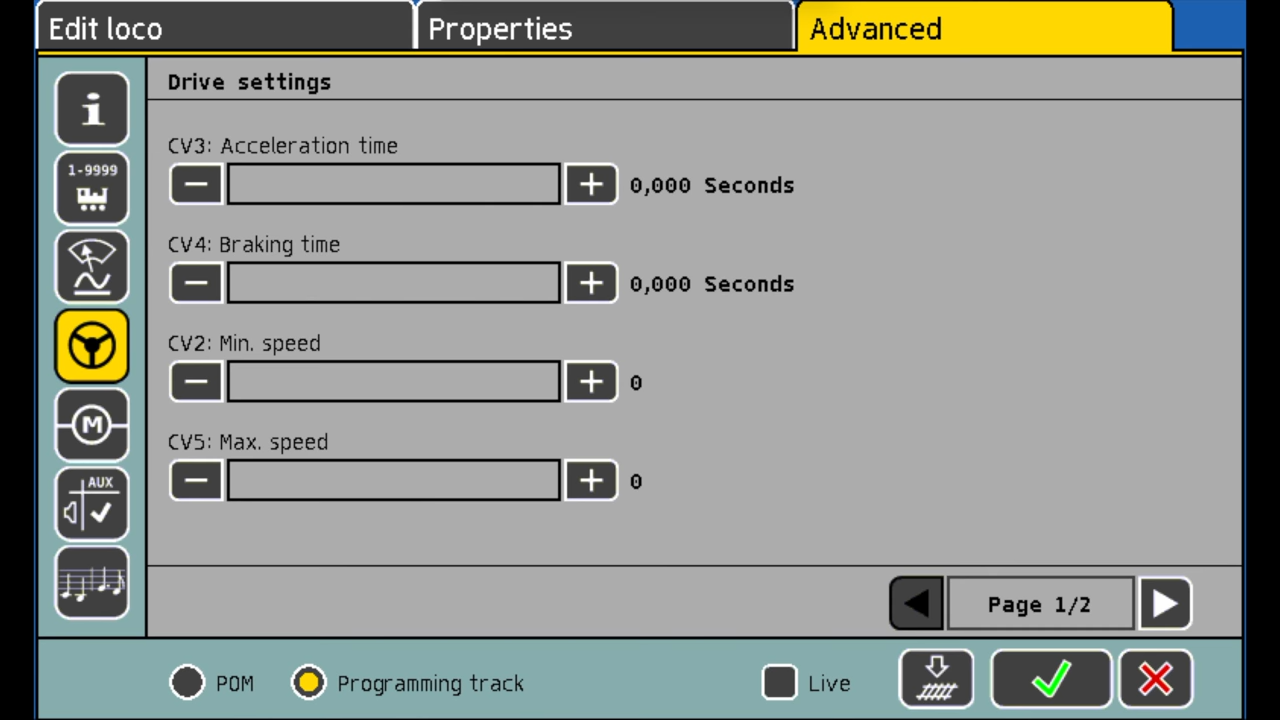 Edit loco
Properties
Advanced
Drive settings
i
1-9999
CV3: Acceleration time
0,000 Seconds
CV4: Braking time
0,000 Seconds
CV2: Min. speed
0
M
CV5: Max. speed
0
AUX
Page 1/2
POM
Programming track
Live